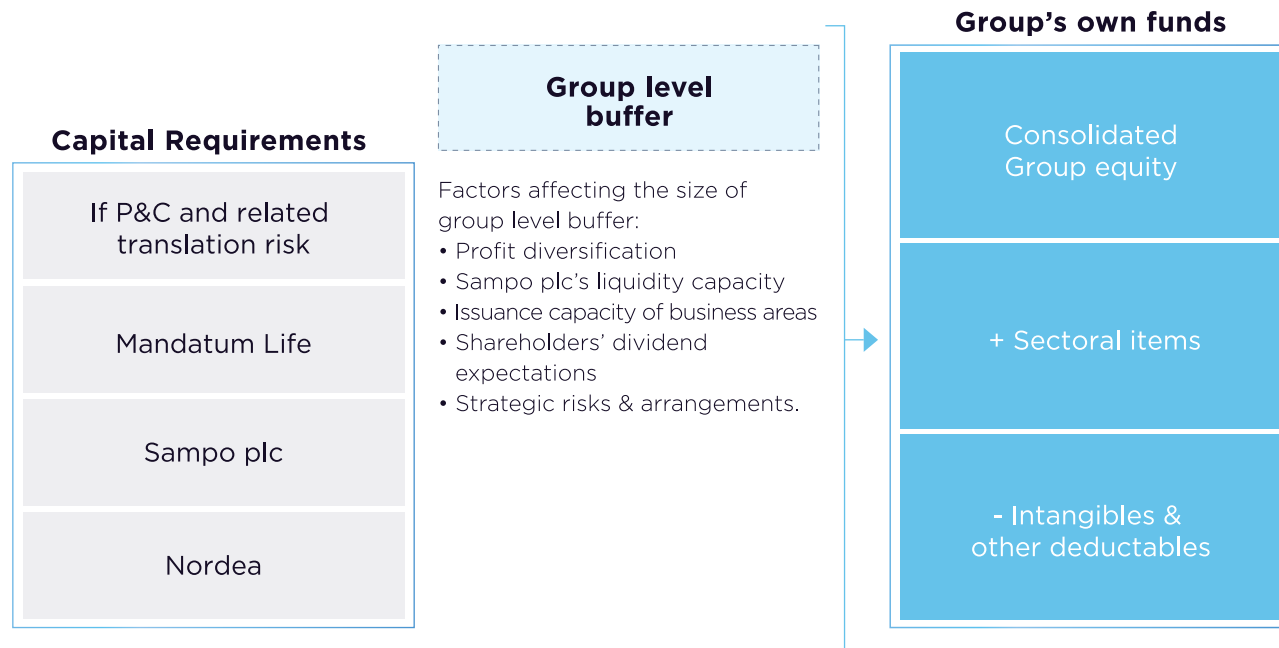 Capital Requirements
If P&C and related
translation risk
Mandatum Life
Sampo plc
Nordea
Group level
buffer
Factors affecting the size of
group level buffer:
• Profit diversification
• Sampo plc's liquidity capacity
• Issuance capacity of business areas
• Shareholders' dividend
expectations
• Strategic risks & arrangements.
Group's own funds
Consolidated
Group equity
+ Sectoral items
- Intangibles &
other deductables